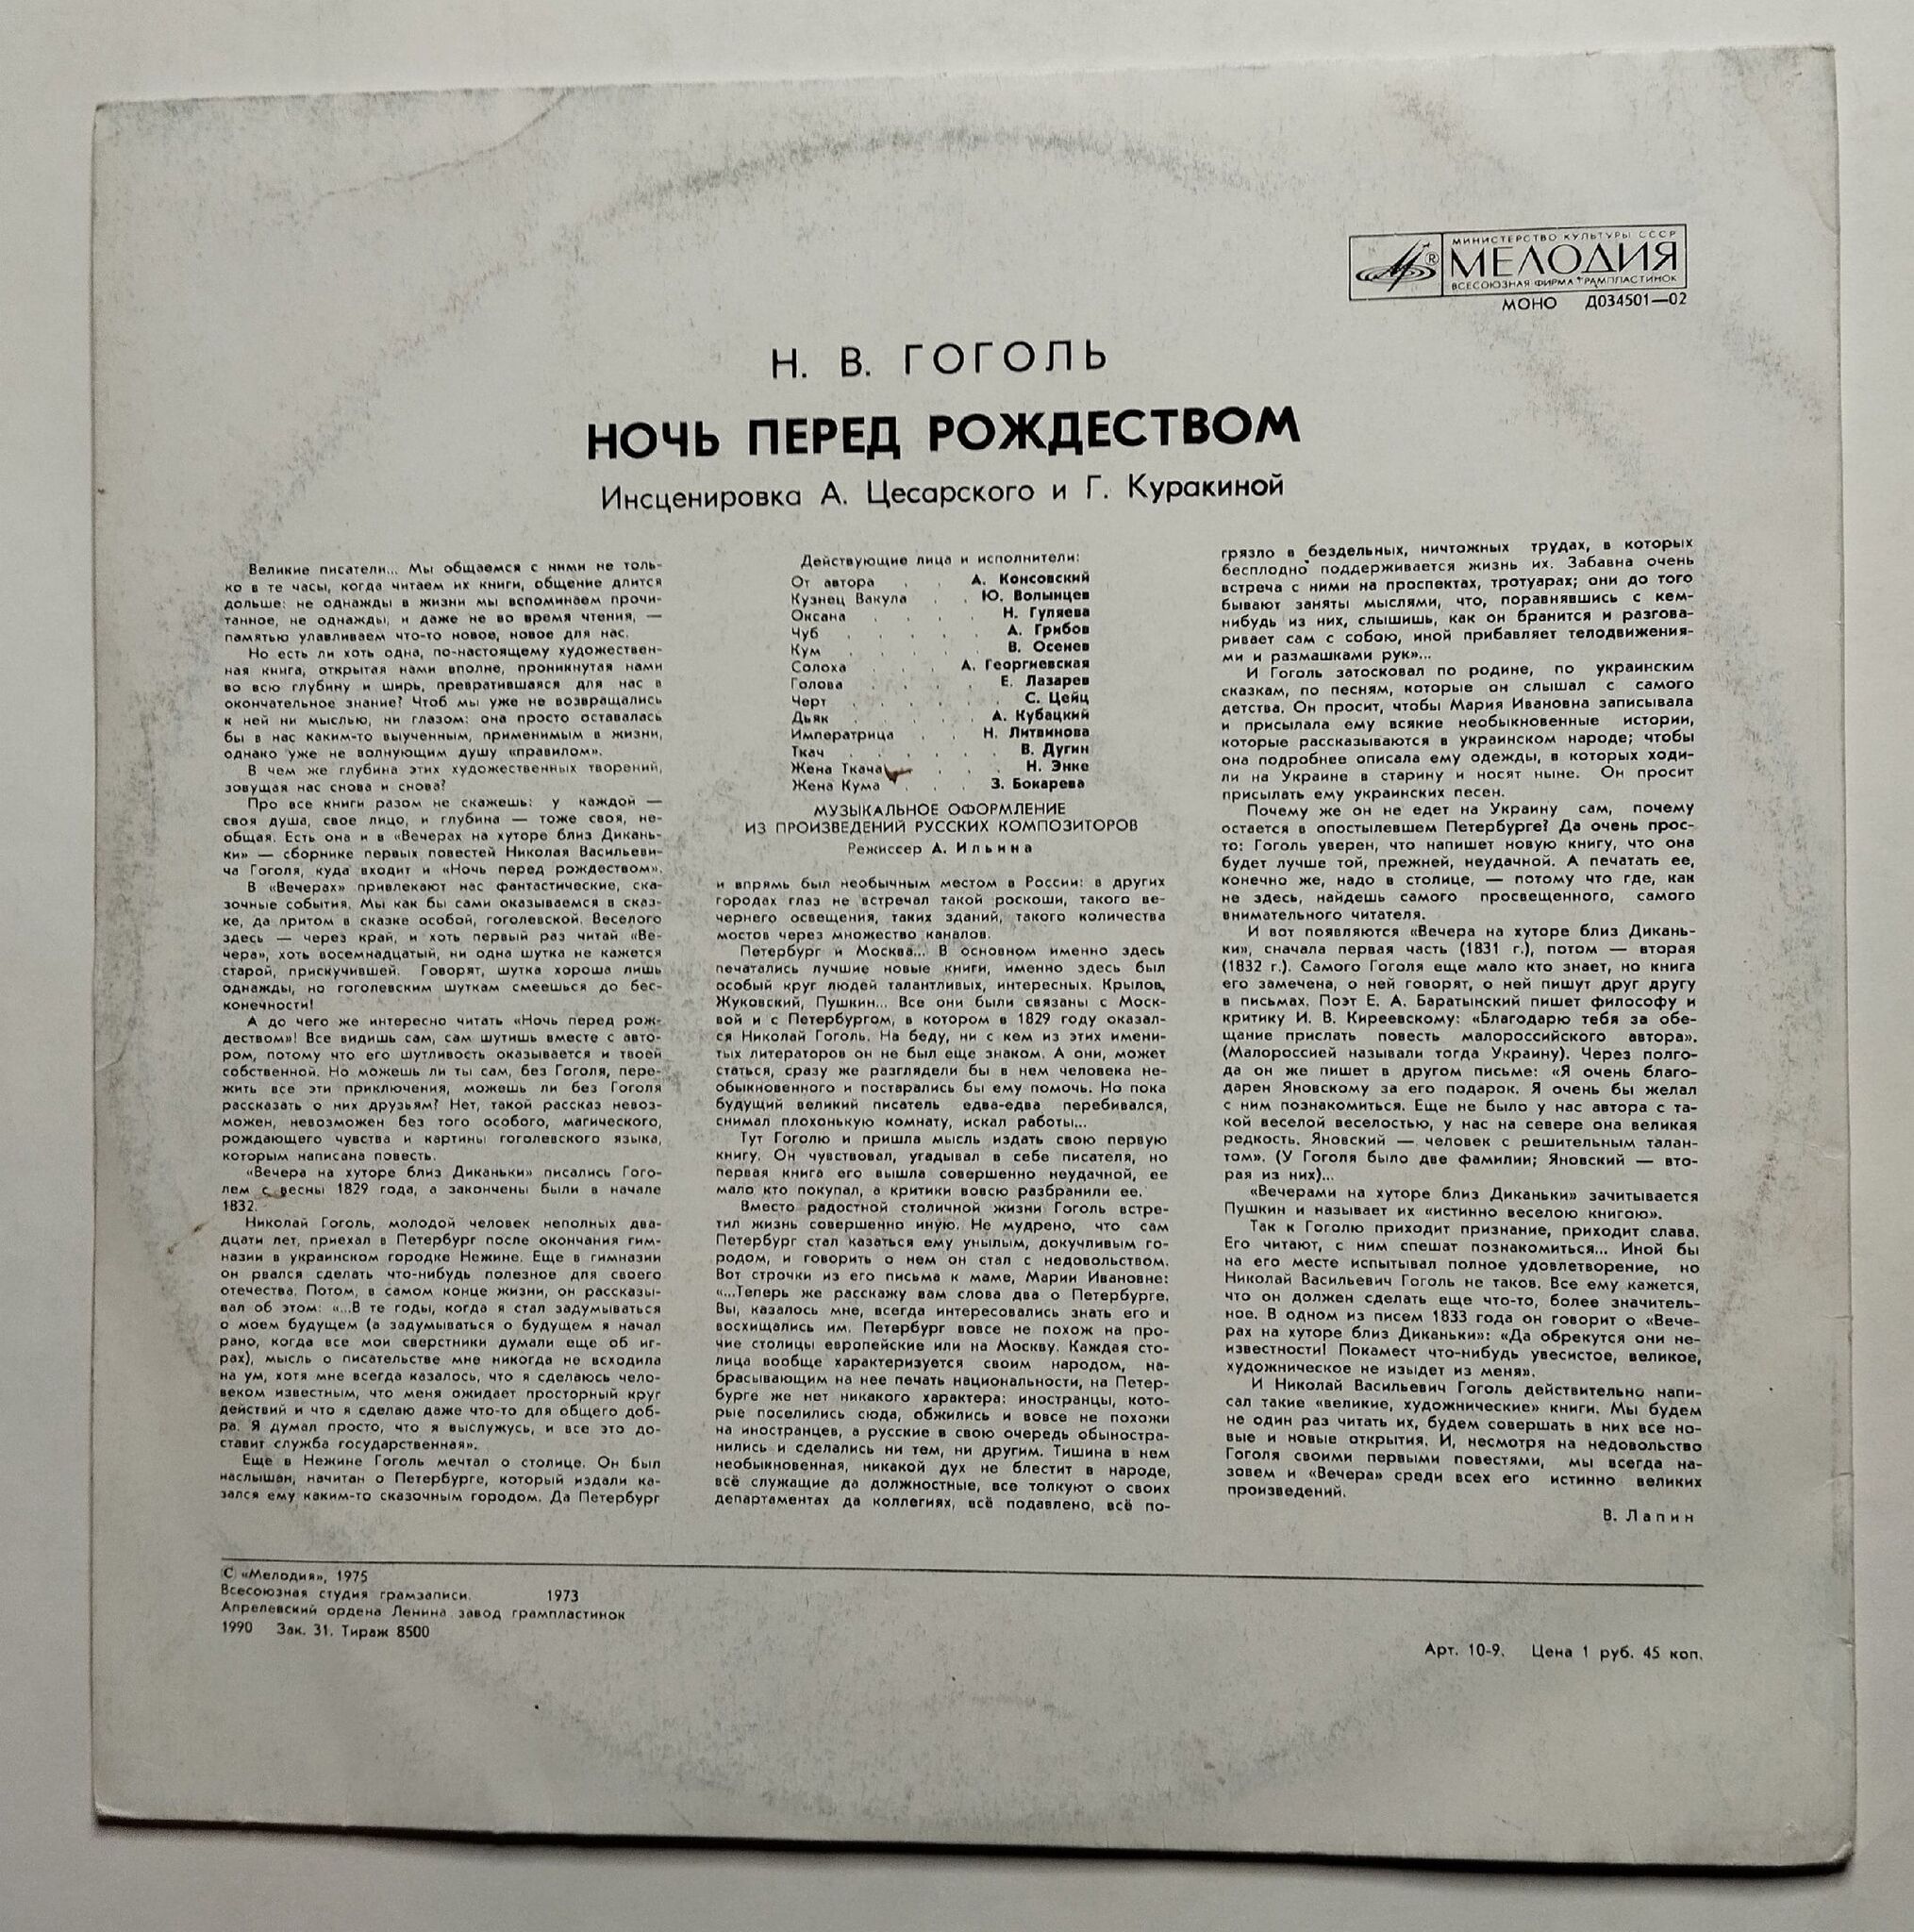 МИНИСТЕРСТВО КУЛЬТУРЫ СССР
МЕЛОДИЯ
ВСЕСОЮЗНАЯ ФИРМА ГРАМПЛАСТИНОК
МОНО Д034501—02
Н. В. ГОГОЛЬ
НОЧЬ ПЕРЕД РОЖДЕСТВОМ
Инсценировка А. Цесарского и Г. Куракиной
Великие писатели... Мы общаемся с ними не толь-
ко в те часы, когда читаем их книги, общение длится
дольше: не однажды в жизни мы вспоминаем прочи-
танное, не однажды, и даже не во время чтения, —
памятью улавливаем что-то новое, новое для нас.
Но есть ли хоть одна, по-настоящему художествен-
ная книга, открытая нами вполне, проникнутая нами
во всю глубину и ширь, превратившаяся для нас в
окончательное знание? Чтоб мы уже не возвращались
к ней ни мыслью, ни глазом: она просто оставалась
бы в нас каким-то выученным, применимым в жизни,
однако уже не волнующим душу «правилом».
В чем же глубина этих художественных творений,
зовущая нас снова и снова?
Про все книги разом не скажешь: у каждой —
своя душа, свое лицо, и глубина — тоже своя, не-
общая. Есть она и в «Вечерах на хуторе близ Дикань-
ки» — сборнике первых повестей Николая Васильеви-
ча Гоголя, куда входит и «Ночь перед рождеством».
В «Вечерах» привлекают нас фантастические, ска-
зочные события. Мы как бы сами оказываемся в сказ-
ке, да притом в сказке особой, гоголевской. Веселого
здесь — через край, и хоть первый раз читай «Ве-
чера», хоть восемнадцатый, ни одна шутка не кажется
старой, прискучившей. Говорят, шутка хороша лишь
однажды, но гоголевским шуткам смеешься до бес-
конечности!
А до чего же интересно читать «Ночь перед рож-
деством»! Все видишь сам, сам шутишь вместе с авто-
ром, потому что его шутливость оказывается и твоей
собственной. Но можешь ли ты сам, без Гоголя, пере-
жить все эти приключения, можешь ли без Гоголя
рассказать о них друзьям? Нет, такой рассказ невоз-
можен, невозможен без того особого, магического,
рождающего чувства и картины гоголевского языка,
которым написана повесть.
«Вечера на хуторе близ Диканьки» писались Гого-
лем с весны 1829 года, а закончены были в начале
1832.
Николай Гоголь, молодой человек неполных два-
дцати лет, приехал в Петербург после окончания гим-
назии в украинском городке Нежине. Еще в гимназии
он рвался сделать что-нибудь полезное для своего
отечества. Потом, в самом конце жизни, он рассказы-
вал об этом: «...В те годы, когда я стал задумываться
о моем будущем (а задумываться о будущем я начал
рано, когда все мои сверстники думали еще об иг-
рах), мысль о писательстве мне никогда не всходила
на ум, хотя мне всегда казалось, что я сделаюсь чело-
веком известным, что меня ожидает просторный круг
действий и что я сделаю даже что-то для общего доб-
ра. Я думал просто, что я выслужусь, и все это до-
ставит служба государственная».
Ещё в Нежине Гоголь мечтал о столице. Он был
наслышан, начитан о Петербурге, который издали ка-
зался ему каким-то сказочным городом. Да Петербург
Действующие лица и исполнители:
От автора . . А. Консовский
Кузнец Вакула . . Ю. Волынцев
Оксана . . . . Н. Гуляева
Чуб . . . . . А. Грибов
Кум . . . . . В. Осенев
Солоха . . . А. Георгиевская
Голова . . . . Е. Лазарев
Черт . . . . . С. Цейц
Дьяк . . . . А. Кубацкий
Императрица . . Н. Литвинова
Ткач . . . . . В. Дугин
Жена Ткача . . . Н. Энке
Жена Кума . . . З. Бокарева
МУЗЫКАЛЬНОЕ ОФОРМЛЕНИЕ
ИЗ ПРОИЗВЕДЕНИЙ РУССКИХ КОМПОЗИТОРОВ
Режиссер А. Ильина
и впрямь был необычным местом в России: в других
городах глаз не встречал такой роскоши, такого ве-
чернего освещения, таких зданий, такого количества
мостов через множество каналов.
Петербург и Москва... В основном именно здесь
печатались лучшие новые книги, именно здесь был
особый круг людей талантливых, интересных. Крылов,
Жуковский, Пушкин... Все они были связаны с Моск-
вой и с Петербургом, в котором в 1829 году оказал-
ся Николай Гоголь. На беду, ни с кем из этих имени-
тых литераторов он не был еще знаком. А они, может
статься, сразу же разглядели бы в нем человека не-
обыкновенного и постарались бы ему помочь. Но пока
будущий великий писатель едва-едва перебивался,
снимал плохонькую комнату, искал работы...
Тут Гоголю и пришла мысль издать свою первую
книгу. Он чувствовал, угадывал в себе писателя, но
первая книга его вышла совершенно неудачной, ее
мало кто покупал, а критики вовсю разбранили ее.
Вместо радостной столичной жизни Гоголь встре-
тил жизнь совершенно иную. Не мудрено, что сам
Петербург стал казаться ему унылым, докучливым го-
родом, и говорить о нем он стал с недовольством.
Вот строчки из его письма к маме, Марии Ивановне:
«...Теперь же расскажу вам слова два о Петербурге.
Вы, казалось мне, всегда интересовались знать его и
восхищались им. Петербург вовсе не похож на про-
чие столицы европейские или на Москву. Каждая сто-
лица вообще характеризуется своим народом, на-
брасывающим на нее печать национальности, на Петер-
бурге же нет никакого характера: иностранцы, кото-
рые поселились сюда, обжились и вовсе не похожи
на иностранцев, а русские в свою очередь обыностра-
нились и сделались ни тем, ни другим. Тишина в нем
необыкновенная, никакой дух не блестит в народе,
всё служащие да должностные, все толкуют о своих
департаментах да коллегиях, всё подавлено, всё по-
грязло в бездельных, ничтожных трудах, в которых
бесплодно поддерживается жизнь их. Забавна очень
встреча с ними на проспектах, тротуарах; они до того
бывают заняты мыслями, что, поравнявшись с кем-
нибудь из них, слышишь, как он бранится и разгова-
ривает сам с собою, иной прибавляет телодвижения-
ми и размашками рук»...
И Гоголь затосковал по родине, по украинским
сказкам, по песням, которые он слышал с самого
детства. Он просит, чтобы Мария Ивановна записывала
и присылала ему всякие необыкновенные истории,
которые рассказываются в украинском народе; чтобы
она подробнее описала ему одежды, в которых ходи-
ли на Украине в старину и носят ныне. Он просит
присылать ему украинских песен.
Почему же он не едет на Украину сам, почему
остается в опостылевшем Петербурге? Да очень прос-
то: Гоголь уверен, что напишет новую книгу, что она
будет лучше той, прежней, неудачной. А печатать ее,
конечно же, надо в столице, — потому что где, как
не здесь, найдешь самого просвещенного, самого
внимательного читателя.
И вот появляются «Вечера на хуторе близ Дикань-
ки», сначала первая часть (1831 г.), потом — вторая
(1832 г.). Самого Гоголя еще мало кто знает, но книга
его замечена, о ней говорят, о ней пишут друг другу
в письмах. Поэт Е. А. Баратынский пишет философу и
критику И. В. Киреевскому: «Благодарю тебя за обе-
щание прислать повесть малороссийского автора».
(Малороссией называли тогда Украину). Через полго-
да он же пишет в другом письме: «Я очень благо-
дарен Яновскому за его подарок. Я очень бы желал
с ним познакомиться. Еще не было у нас автора с та-
кой веселой веселостью, у нас на севере она великая
редкость. Яновский — человек с решительным талан-
том». (У Гоголя было две фамилии; Яновский — вто-
рая из них)...
«Вечерами на хуторе близ Диканьки» зачитывается
Пушкин и называет их «истинно веселою книгою».
Так к Гоголю приходит признание, приходит слава.
Его читают, с ним спешат познакомиться... Иной бы
на его месте испытывал полное удовлетворение, но
Николай Васильевич Гоголь не таков. Все ему кажется,
что он должен сделать еще что-то, более значитель-
ное. В одном из писем 1833 года он говорит о «Вече-
рах на хуторе близ Диканьки»: «Да обрекутся они не-
известности! Покамест что-нибудь увесистое, великое,
художническое не изыдет из меня».
И Николай Васильевич Гоголь действительно напи-
сал такие «великие, художнические» книги. Мы будем
не один раз читать их, будем совершать в них все но-
вые и новые открытия. И, несмотря на недовольство
Гоголя своими первыми повестями, мы всегда на-
зовем и «Вечера» среди всех его истинно великих
произведений.
В. Лапин
С «Мелодия», 1975
Всесоюзная студия грамзаписи. 1973
Апрелевский ордена Ленина завод грампластинок
1990 Зак. 31. Тираж 8500
Арт. 10-9. Цена 1 руб. 45 коп.